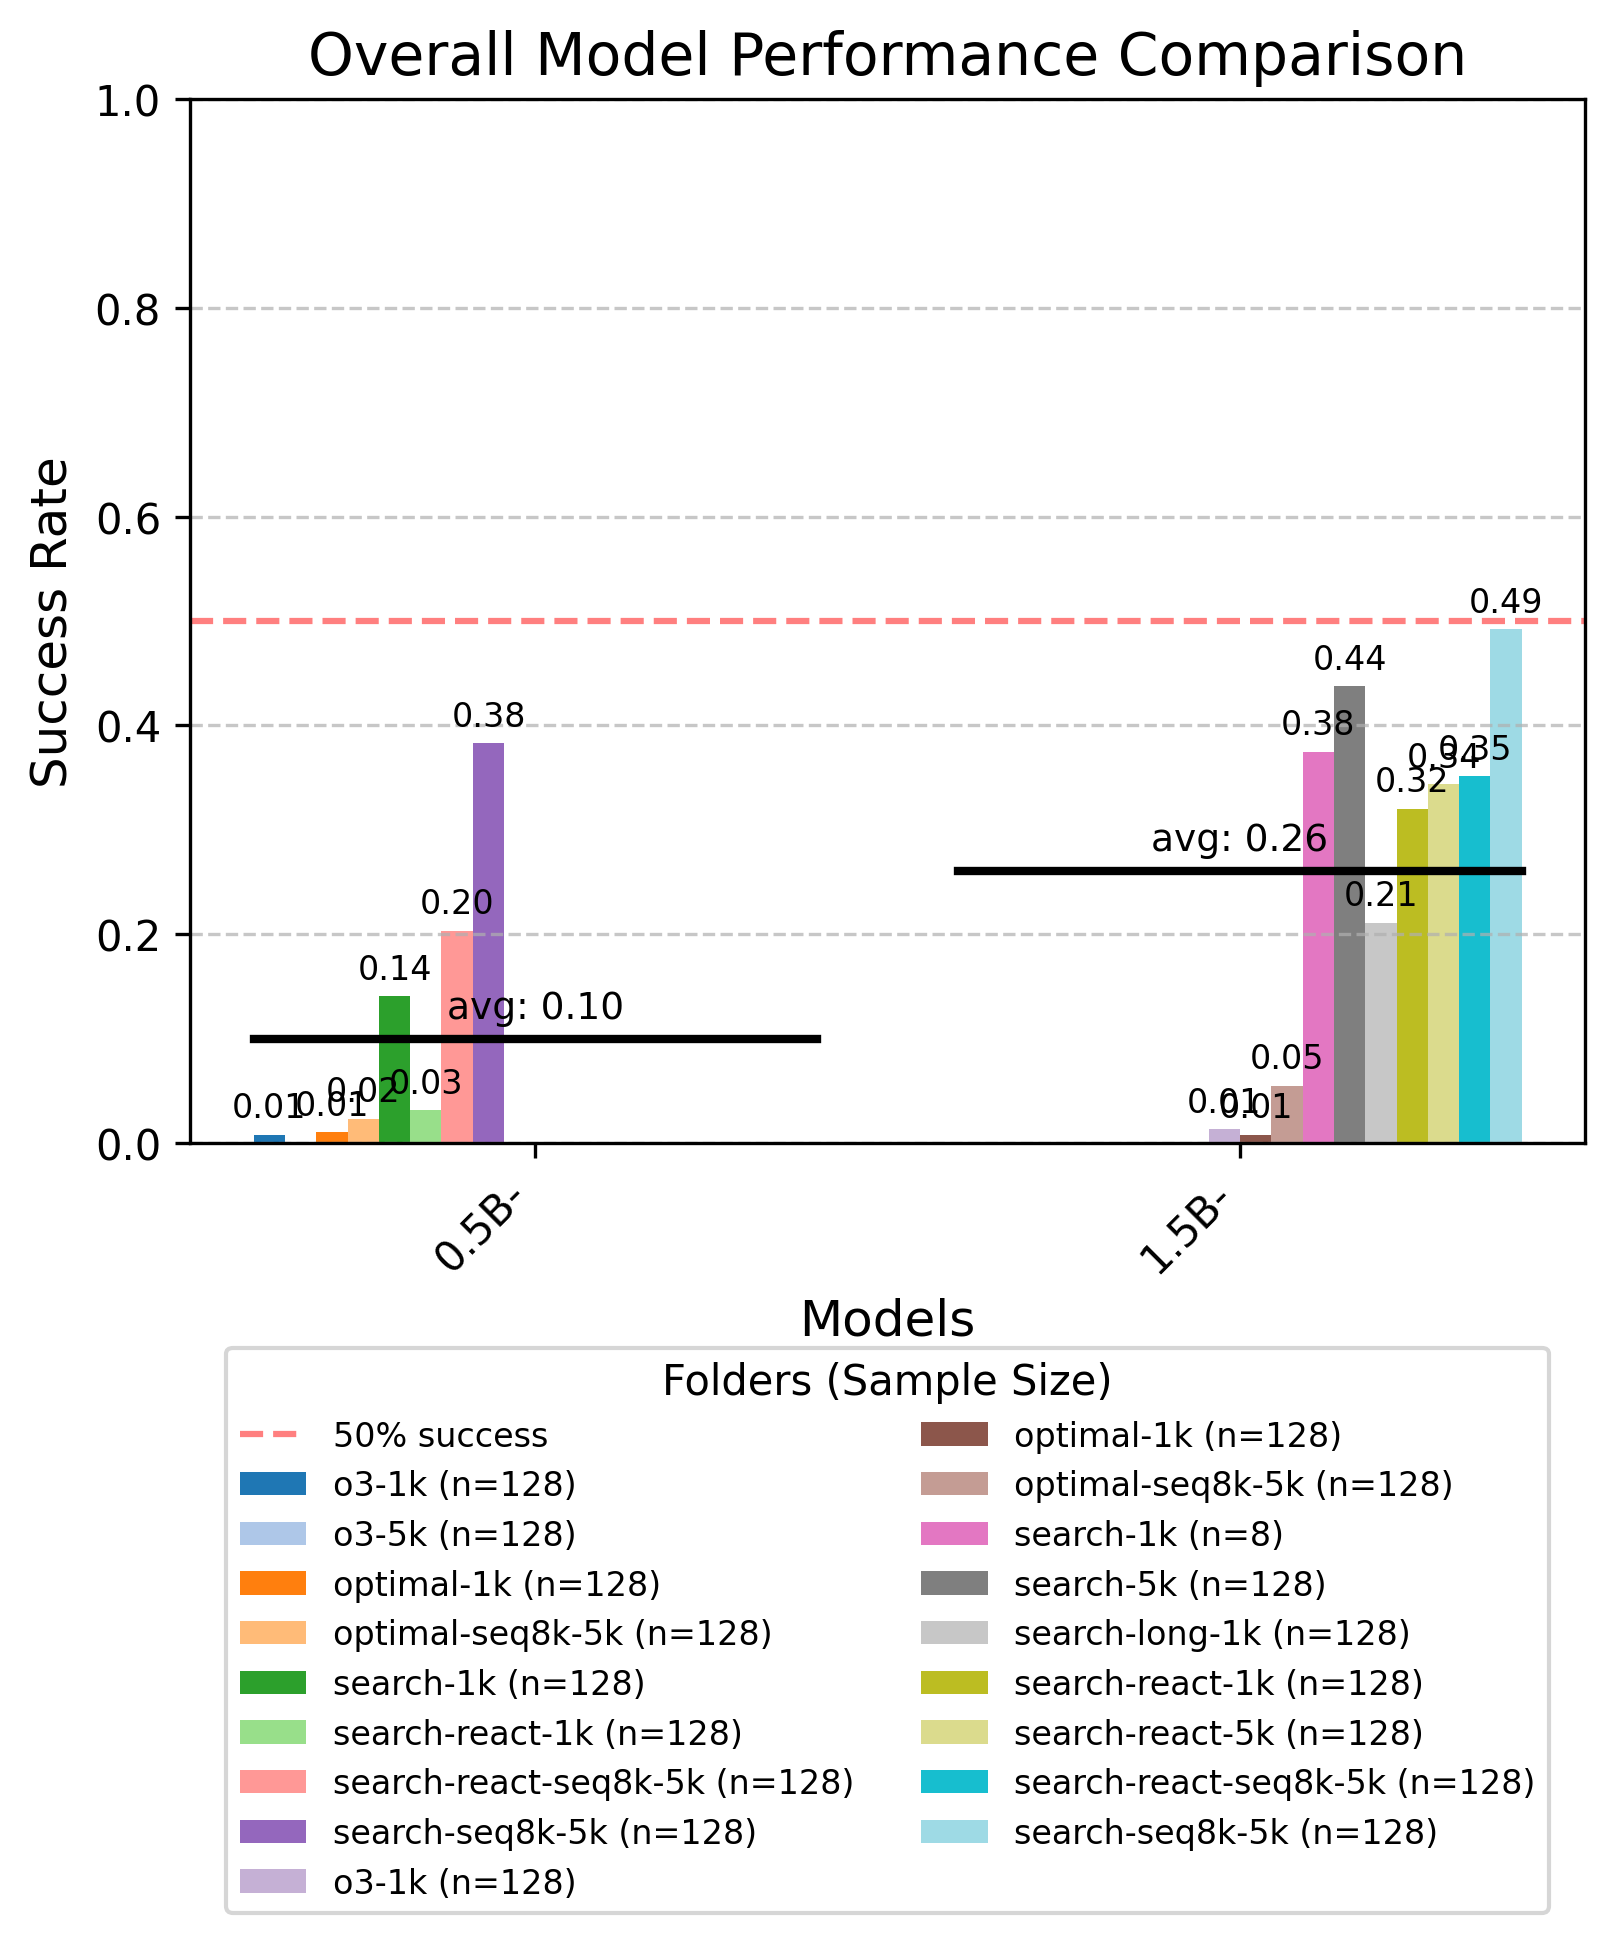 Overall Model Performance Comparison
Success Rate
1.0
0.8
0.6
0.4
0.2
0.0
0.01
0.01
0.02
0.14
0.03
0.20
0.38
avg: 0.10
0.01
0.01
0.05
0.38
0.44
0.21
0.32
0.34
0.35
0.49
avg: 0.26
0.5B-
1.5B-
Models
Folders (Sample Size)
50% success
o3-1k (n=128)
o3-5k (n=128)
optimal-1k (n=128)
optimal-seq8k-5k (n=128)
search-1k (n=128)
search-react-1k (n=128)
search-react-seq8k-5k (n=128)
search-seq8k-5k (n=128)
o3-1k (n=128)
optimal-1k (n=128)
optimal-seq8k-5k (n=128)
search-1k (n=8)
search-5k (n=128)
search-long-1k (n=128)
search-react-1k (n=128)
search-react-5k (n=128)
search-react-seq8k-5k (n=128)
search-seq8k-5k (n=128)